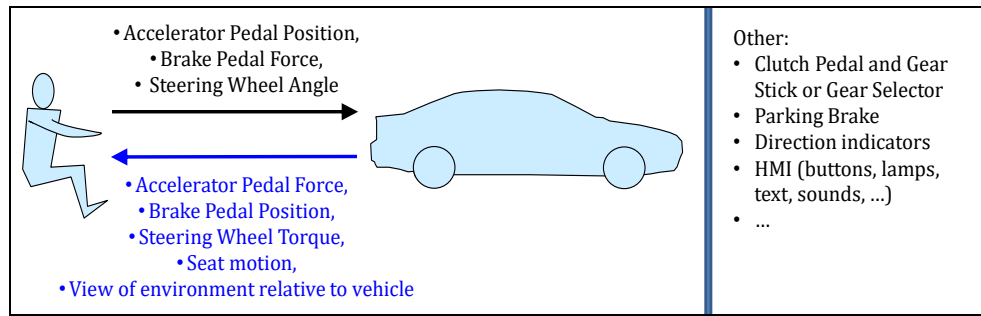 • Accelerator Pedal Position,
• Brake Pedal Force,
• Steering Wheel Angle
• Accelerator Pedal Force,
• Brake Pedal Position,
• Steering Wheel Torque,
• Seat motion,
• View of environment relative to vehicle
Other:
• Clutch Pedal and Gear
Stick or Gear Selector
• Parking Brake
• Direction indicators
• HMI (buttons, lamps,
text, sounds, …)
• …